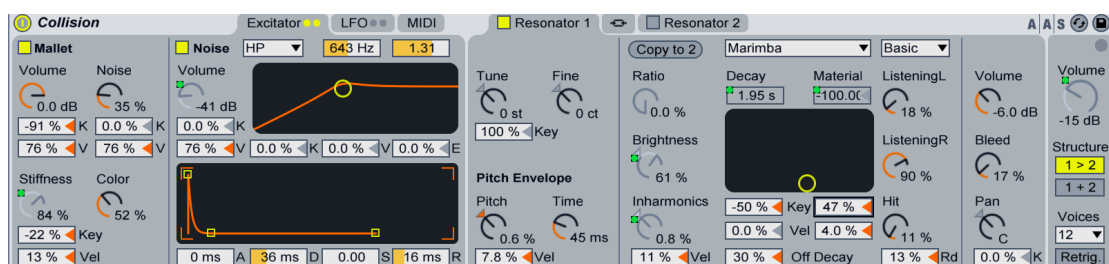 Collision Excitator LFO MIDI Resonator 1 Resonator 2 AAS
Mallet Noise HP 643 Hz 1.31 Copy to 2 Marimba Basic
Volume Noise Volume Tune Fine Ratio Decay Material ListeningL Volume Volume
0.0 dB 35 % -41 dB 0 st 0 ct 0.0 % 1.95 s 18 % -6.0 dB -15 dB
-91 % K 0.0 % K 0.0 % K 100 % Key Brightness ListeningR Bleed Structure
76 % V 76 % V 76 % V 0.0 % K 0.0 % V 0.0 % E 61 % 90 % 17 % 1 > 2
Stiffness Color Pitch Envelope Inharmonics Hit Pan 1 + 2
84 % 52 % Pitch Time 0.8 % -50 % Key 47 % 11 % C Voices
-22 % Key 0.6 % 45 ms 0.0 % Vel 4.0 % 12
13 % Vel 0 ms A 36 ms D 0.00 S 16 ms R 7.8 % Vel 11 % Vel 30 % Off Decay 13 % Rd 0.0 % K Retrig.